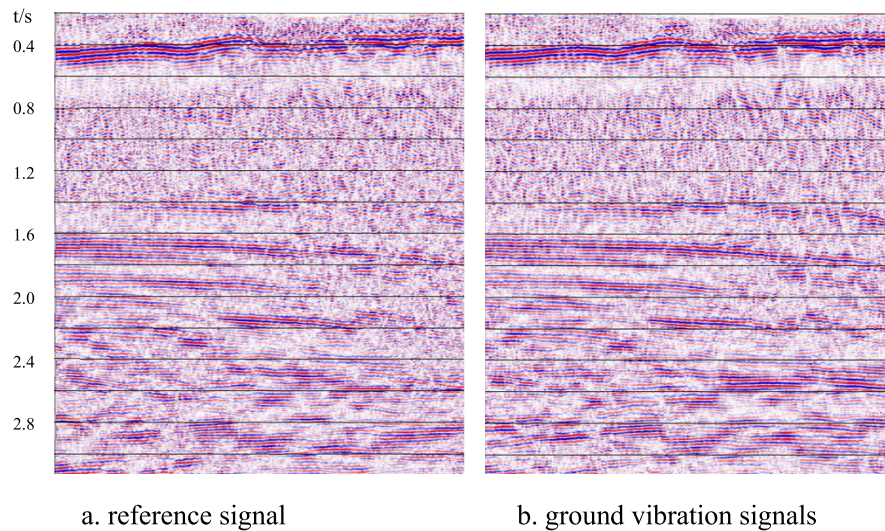 t/s
0.4
0.8
1.2
1.6
2.0
2.4
2.8
a. reference signal
b. ground vibration signals